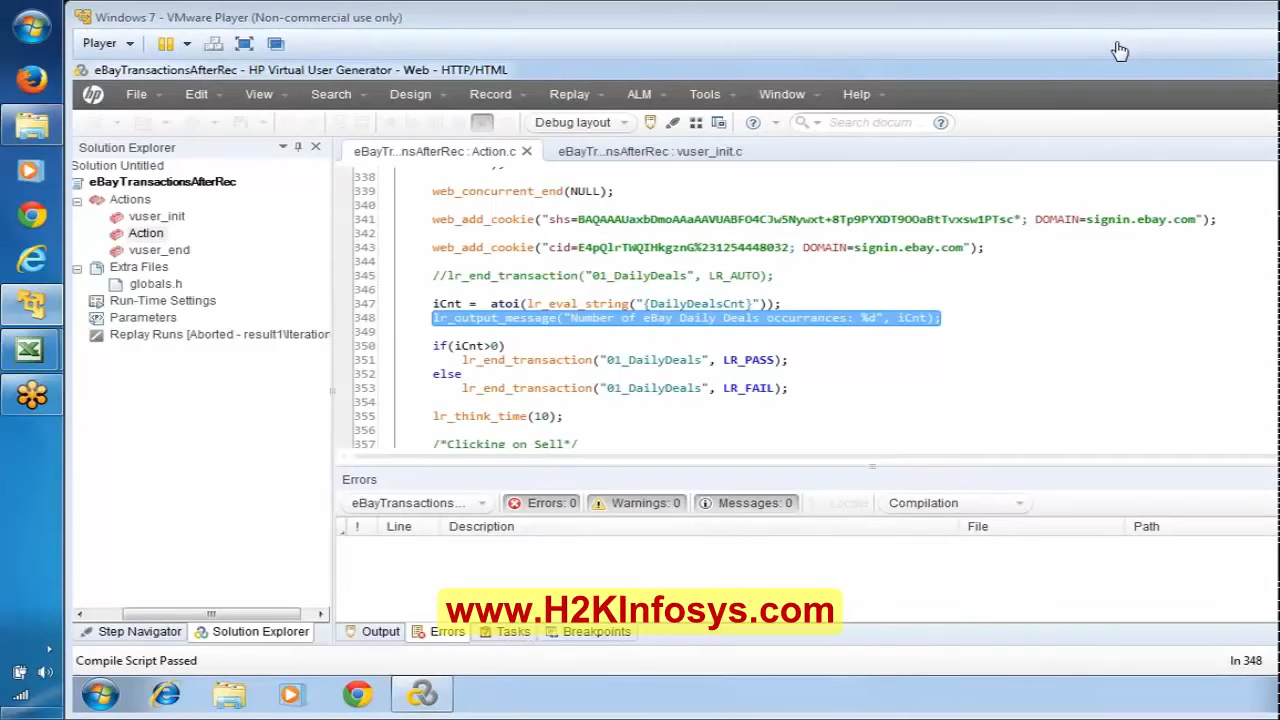 Windows 7 - VMware Player (Non-commercial use only)
Player
eBayTransactionsAfterRec - HP Virtual User Generator - Web - HTTP/HTML
hp File Edit View Search Design Record Replay ALM Tools Window Help
Debug layout Search docum...
Solution Explorer
eBayTr...nsAfterRec : Action.c
eBayTr...nsAfterRec : vuser_init.c
Solution Untitled
eBayTransactionsAfterRec
Actions
vuser_init
Action
vuser_end
Extra Files
globals.h
Run-Time Settings
Parameters
Replay Runs [Aborted - result1\Iteration
338
339 web_concurrent_end(NULL);
340
341 web_add_cookie("shs=BAQAAAUaxbDmoAAaAAVUABFO4CJw5Nywxt+8Tp9PYXDT9OOaBtTvxsw1PTsc*; DOMAIN=signin.ebay.com");
342
343 web_add_cookie("cid=E4pQlrTWQIHkgznG%231254448032; DOMAIN=signin.ebay.com");
344
345 //lr_end_transaction("01_DailyDeals", LR_AUTO);
346
347 iCnt = atoi(lr_eval_string("{DailyDealsCnt}"));
348 lr_output_message("Number of eBay Daily Deals occurrances: %d", iCnt);
349
350 if(iCnt>0)
351 lr_end_transaction("01_DailyDeals", LR_PASS);
352 else
353 lr_end_transaction("01_DailyDeals", LR_FAIL);
354
355 lr_think_time(10);
356
357 /*Clicking on Sell*/
Errors
eBayTransactions... Errors: 0 Warnings: 0 Messages: 0 Locate Compilation
! Line Description File Path
www.H2KInfosys.com
Step Navigator Solution Explorer Output Errors Tasks Breakpoints
Compile Script Passed
ln 348